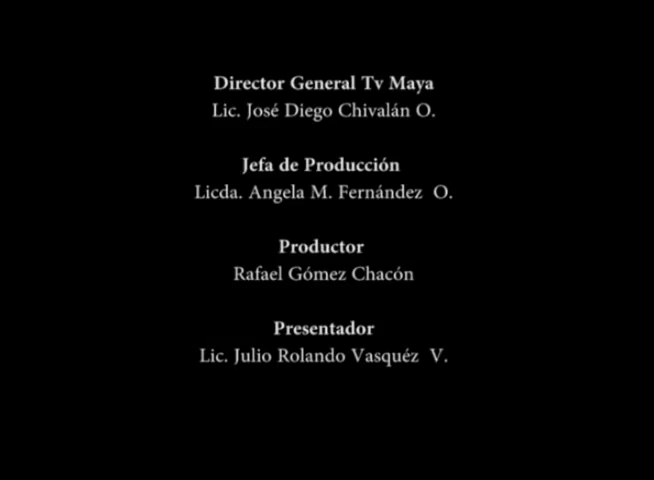 Director General Tv Maya
Lic. José Diego Chivalán O.
Jefa de Producción
Licda. Angela M. Fernández O.
Productor
Rafael Gómez Chacón
Presentador
Lic. Julio Rolando Vasquéz V.